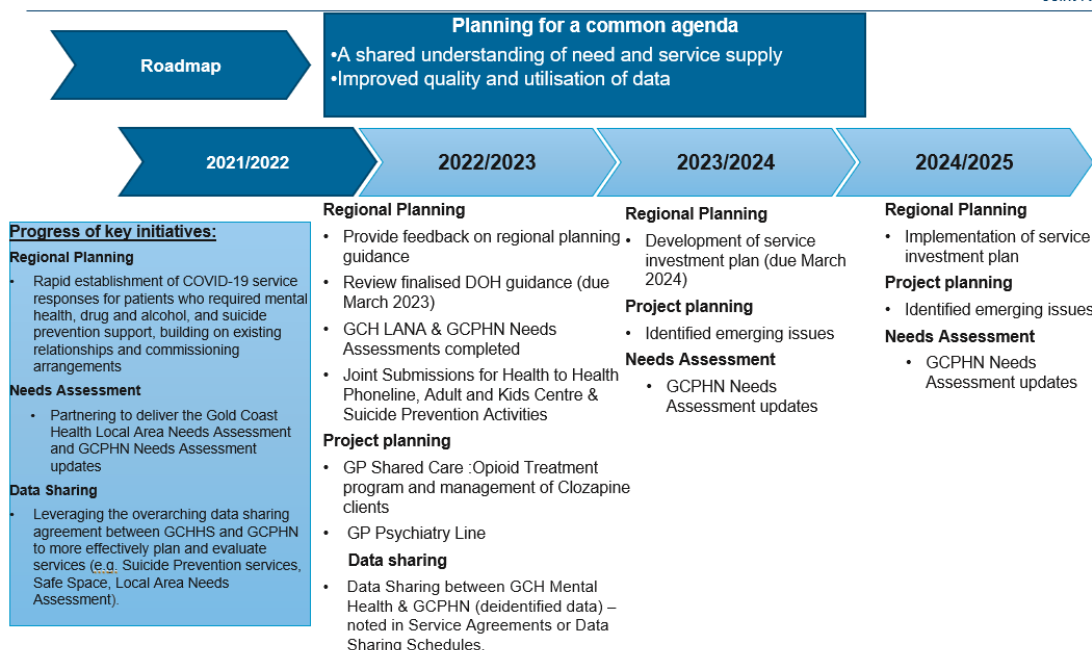 Planning for a common agenda
•A shared understanding of need and service supply
•Improved quality and utilisation of data
Roadmap
2021/2022
2022/2023
2023/2024
2024/2025
Progress of key initiatives:
Regional Planning
• Rapid establishment of COVID-19 service
responses for patients who required mental
health, drug and alcohol, and suicide
prevention support, building on existing
relationships and commissioning
arrangements
Needs Assessment
• Partnering to deliver the Gold Coast
Health Local Area Needs Assessment
and GCPHN Needs Assessment
updates
Data Sharing
• Leveraging the overarching data sharing
agreement between GCHHS and GCPHN
to more effectively plan and evaluate
services (e.g. Suicide Prevention services,
Safe Space, Local Area Needs
Assessment).
Regional Planning
• Provide feedback on regional planning
guidance
• Review finalised DOH guidance (due
March 2023)
• GCH LANA & GCPHN Needs
Assessments completed
• Joint Submissions for Health to Health
Phoneline, Adult and Kids Centre &
Suicide Prevention Activities
Project planning
• GP Shared Care :Opioid Treatment
program and management of Clozapine
clients
• GP Psychiatry Line
Data sharing
• Data Sharing between GCH Mental
Health & GCPHN (deidentified data) –
noted in Service Agreements or Data
Sharing Schedules.
Regional Planning
• Development of service
investment plan (due March
2024)
Project planning
• Identified emerging issues
Needs Assessment
• GCPHN Needs
Assessment updates
Regional Planning
• Implementation of service
investment plan
Project planning
• Identified emerging issues
Needs Assessment
• GCPHN Needs
Assessment updates